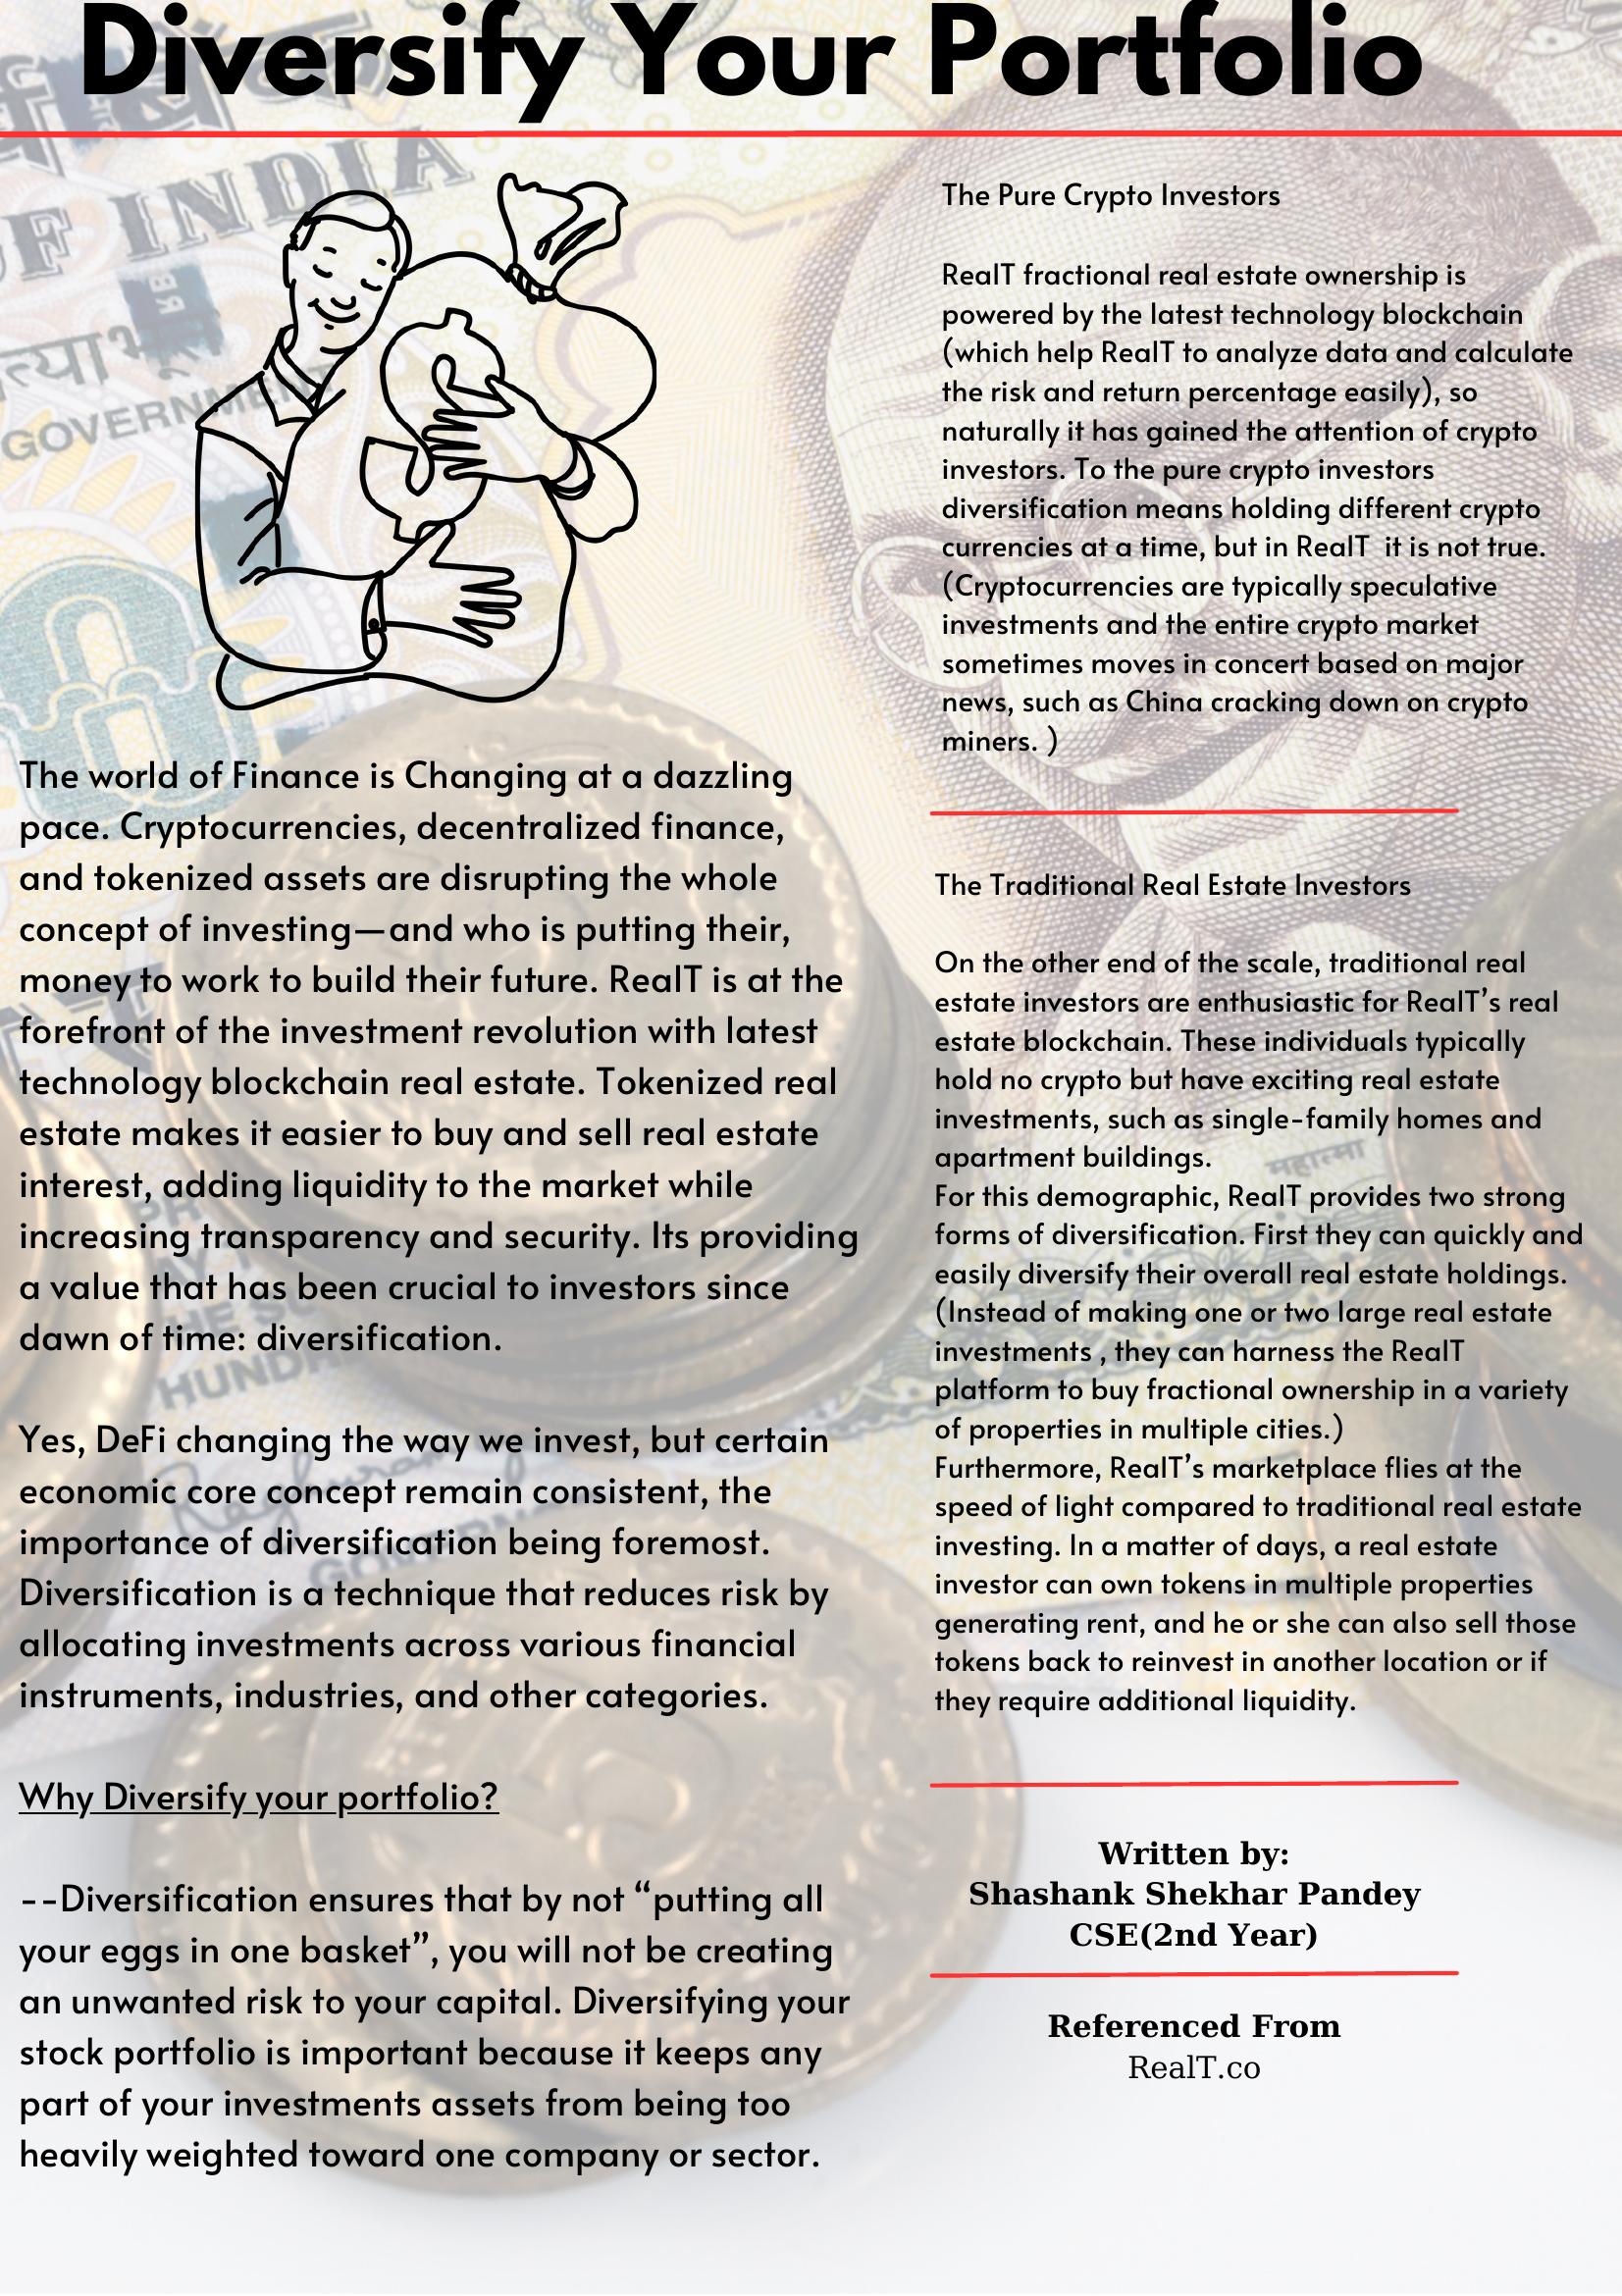 Diversify Your Portfolio
OF INDIA
GOVERNMENT
The world of Finance is Changing at a dazzling
pace. Cryptocurrencies, decentralized finance,
and tokenized assets are disrupting the whole
concept of investing—and who is putting their,
money to work to build their future. RealT is at the
forefront of the investment revolution with latest
technology blockchain real estate. Tokenized real
estate makes it easier to buy and sell real estate
interest, adding liquidity to the market while
increasing transparency and security. Its providing
a value that has been crucial to investors since
dawn of time: diversification.
Yes, DeFi changing the way we invest, but certain
economic core concept remain consistent, the
importance of diversification being foremost.
Diversification is a technique that reduces risk by
allocating investments across various financial
instruments, industries, and other categories.
Why Diversify your portfolio?
--Diversification ensures that by not “putting all
your eggs in one basket”, you will not be creating
an unwanted risk to your capital. Diversifying your
stock portfolio is important because it keeps any
part of your investments assets from being too
heavily weighted toward one company or sector.
The Pure Crypto Investors
RealT fractional real estate ownership is
powered by the latest technology blockchain
(which help RealT to analyze data and calculate
the risk and return percentage easily), so
naturally it has gained the attention of crypto
investors. To the pure crypto investors
diversification means holding different crypto
currencies at a time, but in RealT  it is not true.
(Cryptocurrencies are typically speculative
investments and the entire crypto market
sometimes moves in concert based on major
news, such as China cracking down on crypto
miners. )
The Traditional Real Estate Investors
On the other end of the scale, traditional real
estate investors are enthusiastic for RealT’s real
estate blockchain. These individuals typically
hold no crypto but have exciting real estate
investments, such as single-family homes and
apartment buildings.
महात्मा
For this demographic, RealT provides two strong
forms of diversification. First they can quickly and
easily diversify their overall real estate holdings.
(Instead of making one or two large real estate
investments , they can harness the RealT
platform to buy fractional ownership in a variety
of properties in multiple cities.)
Furthermore, RealT’s marketplace flies at the
speed of light compared to traditional real estate
investing. In a matter of days, a real estate
investor can own tokens in multiple properties
generating rent, and he or she can also sell those
tokens back to reinvest in another location or if
they require additional liquidity.
Written by:
Shashank Shekhar Pandey
CSE(2nd Year)
Referenced From
RealT.co